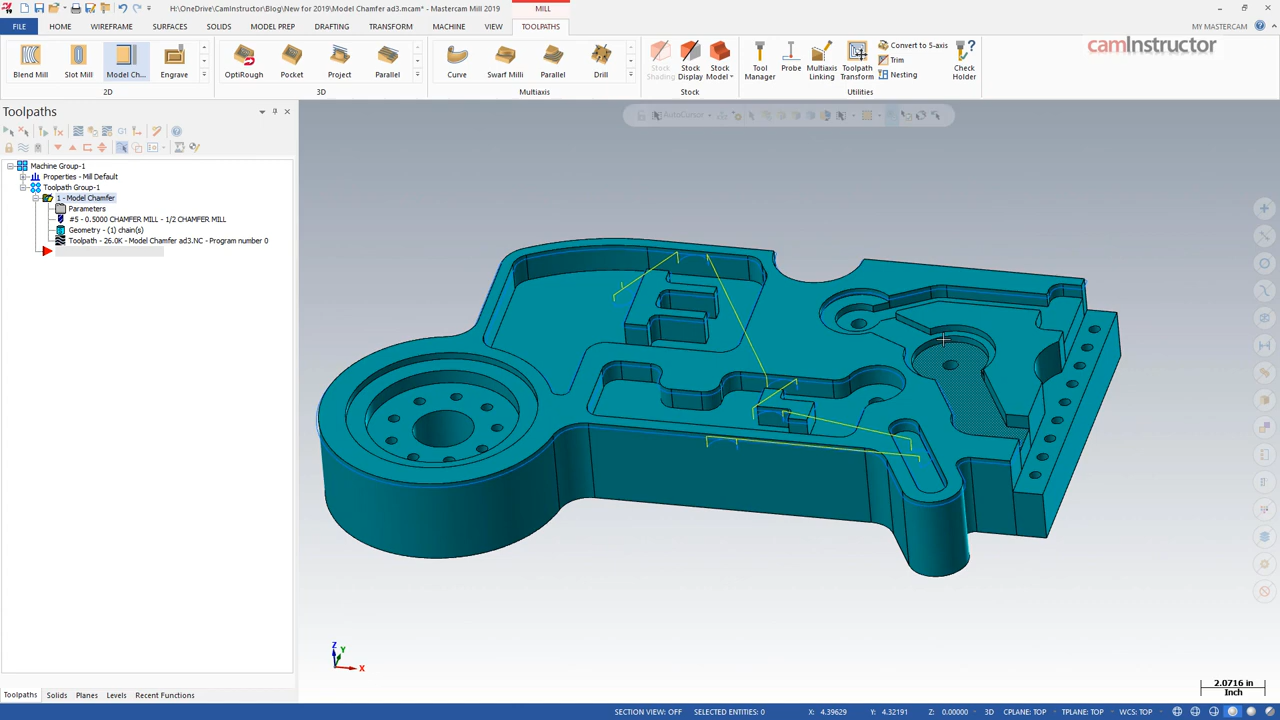 H:\OneDrive\CamInstructor\Blog\New for 2019\Model Chamfer ad3.mcam* - Mastercam Mill 2019
MILL
FILE HOME WIREFRAME SURFACES SOLIDS MODEL PREP DRAFTING TRANSFORM MACHINE VIEW TOOLPATHS MY MASTERCAM
Blend Mill Slot Mill Model Ch... Engrave
2D
OptiRough Pocket Project Parallel
3D
Curve Swarf Milli Parallel Drill
Multiaxis
Stock Shading Stock Display Stock Model
Stock
Tool Manager Probe Multiaxis Linking Toolpath Transform
Convert to 5-axis
Trim
Nesting
Check Holder
Utilities
camInstructor
Toolpaths
AutoCursor
G1
Machine Group-1
Properties - Mill Default
Toolpath Group-1
1 - Model Chamfer
Parameters
#5 - 0.5000 CHAMFER MILL - 1/2 CHAMFER MILL
Geometry - (1) chain(s)
Toolpath - 26.0K - Model Chamfer ad3.NC - Program number 0
Z
Y
X
2.0716 in
Inch
Toolpaths Solids Planes Levels Recent Functions
SECTION VIEW: OFF SELECTED ENTITIES: 0 X: 4.39629 Y: 4.32191 Z: 0.00000 3D CPLANE: TOP TPLANE: TOP WCS: TOP